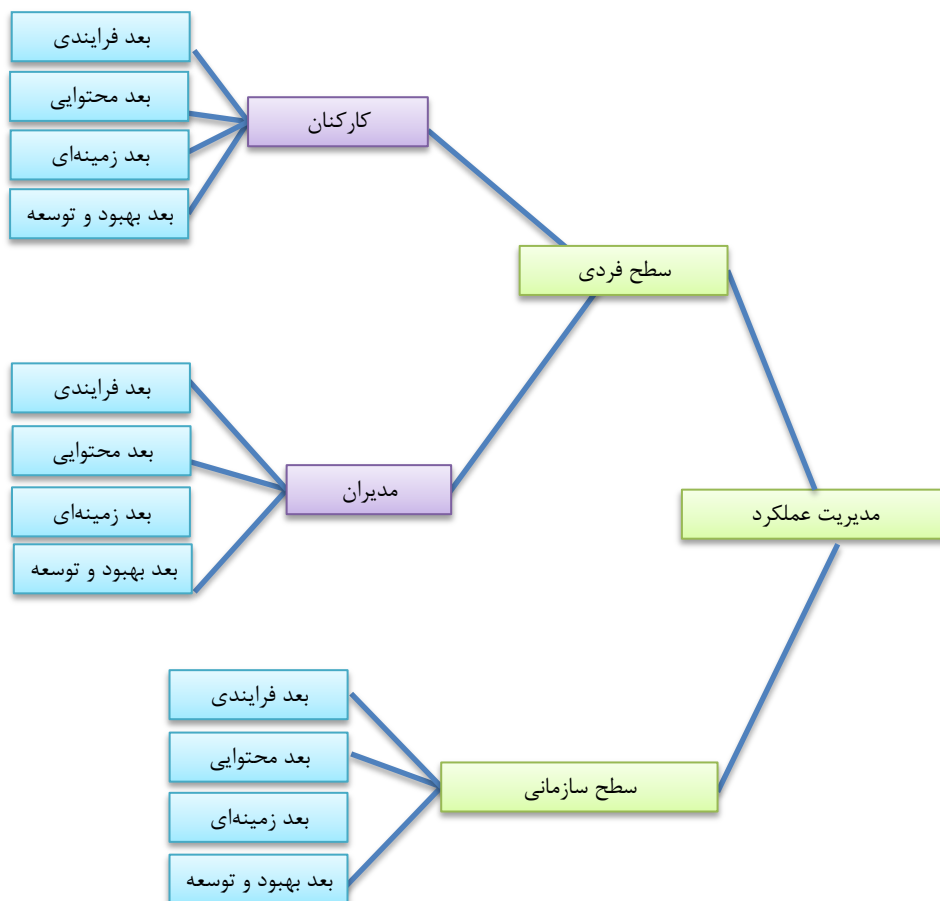 بعد فرایندی
بعد محتوایی
کارکنان
بعد زمینه‌ای
بعد بهبود و توسعه
سطح فردی
بعد فرایندی
بعد محتوایی
مدیران
بعد زمینه‌ای
بعد بهبود و توسعه
مدیریت عملکرد
بعد فرایندی
بعد محتوایی
سطح سازمانی
بعد زمینه‌ای
بعد بهبود و توسعه